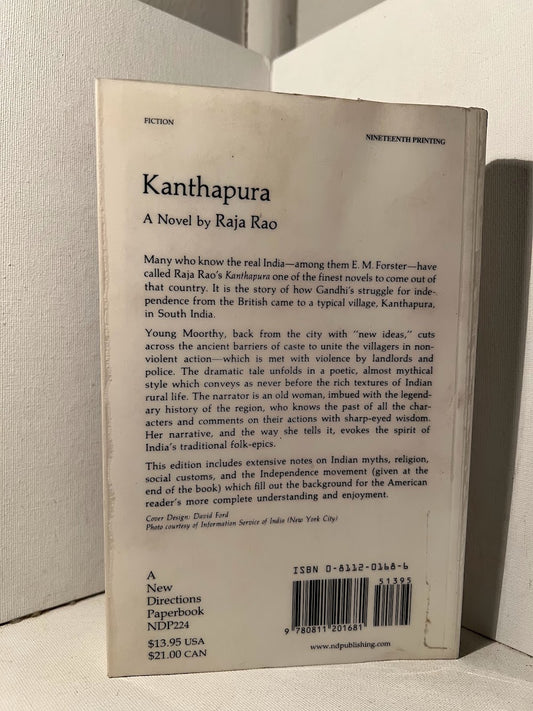 FICTION
NINETEENTH PRINTING
Kanthapura
A Novel by Raja Rao
Many who know the real India—among them E. M. Forster—have
called Raja Rao's Kanthapura one of the finest novels to come out of
that country. It is the story of how Gandhi's struggle for inde-
pendence from the British came to a typical village, Kanthapura,
in South India.
Young Moorthy, back from the city with "new ideas," cuts
across the ancient barriers of caste to unite the villagers in non-
violent action—which is met with violence by landlords and
police. The dramatic tale unfolds in a poetic, almost mythical
style which conveys as never before the rich textures of Indian
rural life. The narrator is an old woman, imbued with the legend-
ary history of the region, who knows the past of all the char-
acters and comments on their actions with sharp-eyed wisdom.
Her narrative, and the way she tells it, evokes the spirit of
India's traditional folk-epics.
This edition includes extensive notes on Indian myths, religion,
social customs, and the Independence movement (given at the
end of the book) which fill out the background for the American
reader's more complete understanding and enjoyment.
Cover Design: David Ford
Photo courtesy of Information Service of India (New York City)
A
New
Directions
Paperbook
NDP224
$13.95 USA
$21.00 CAN
ISBN 0-8112-0168-6
51395
9 780811 201681
www.ndpublishing.com